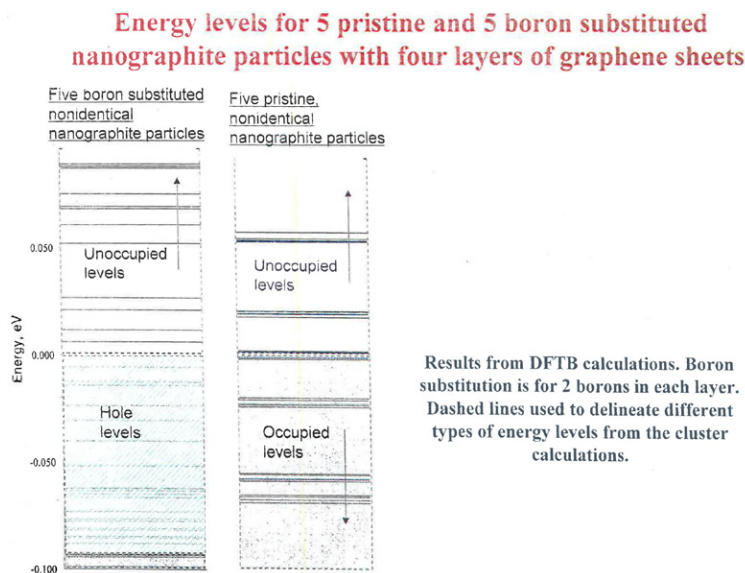 Energy levels for 5 pristine and 5 boron substituted
nanographite particles with four layers of graphene sheets
Five boron substituted
nonidentical
nanographite particles
Five pristine,
nonidentical
nanographite particles
0.050
Unoccupied
levels
Unoccupied
levels
Energy, eV
0.000
Hole
levels
Occupied
levels
-0.050
-0.100
Results from DFTB calculations. Boron
substitution is for 2 borons in each layer.
Dashed lines used to delineate different
types of energy levels from the cluster
calculations.